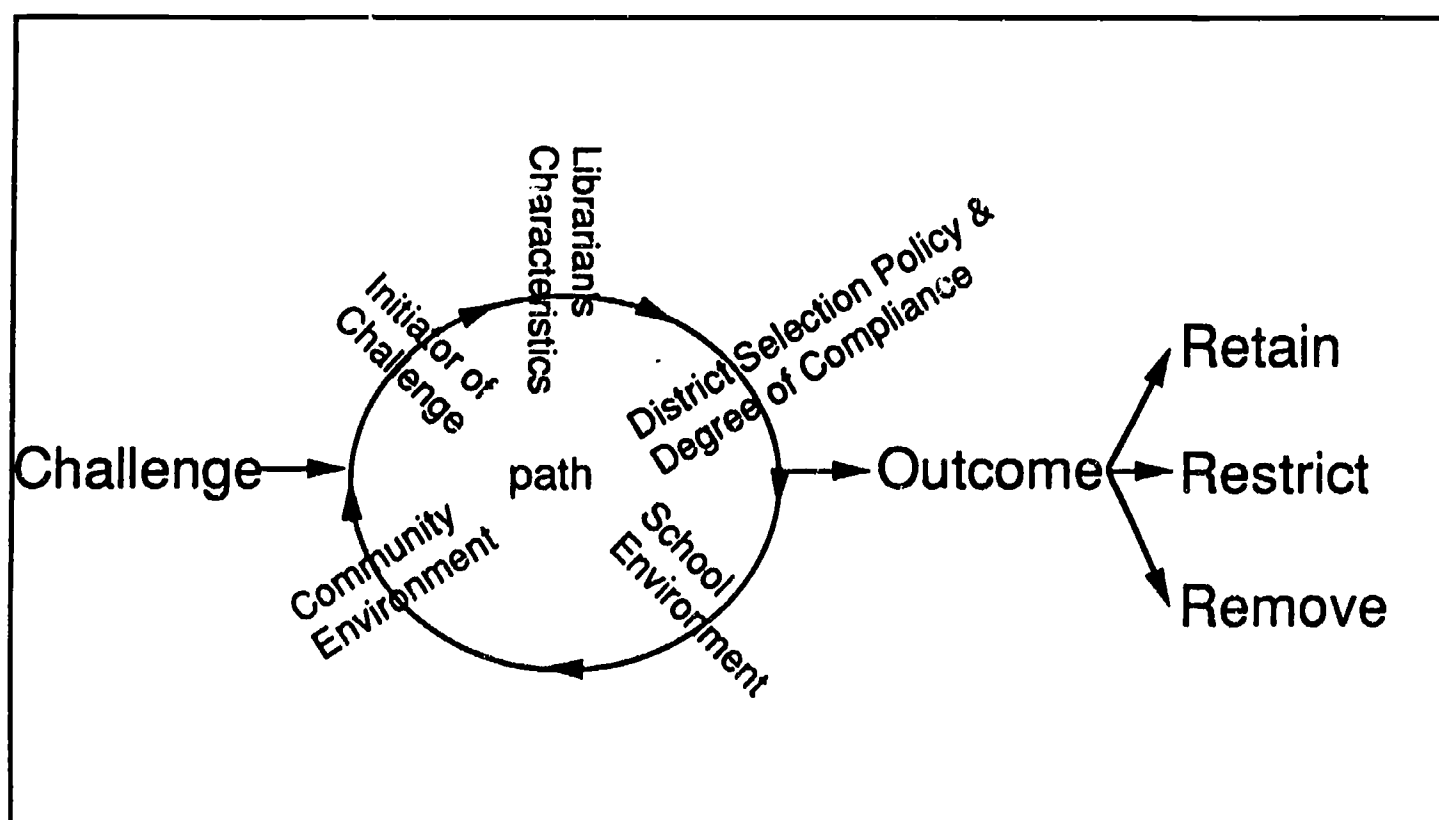 Challenge
Initiator of
Challenge
Librarians
Characteristics
District Selection Policy &
Degree of Compliance
path
Community
Environment
School
Environment
Outcome
Retain
Restrict
Remove